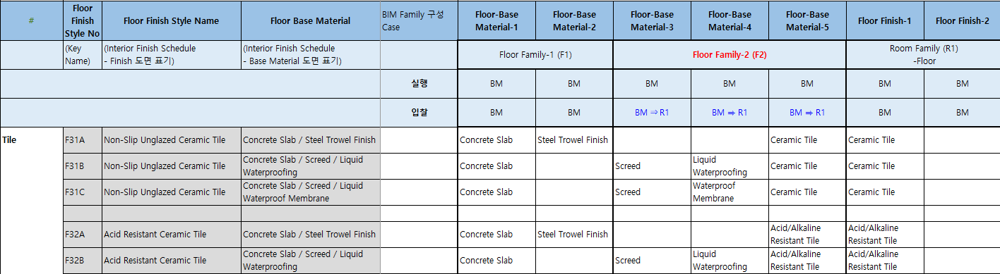 # Floor Finish Style No Floor Finish Style Name Floor Base Material BIM Family 구성 Case Floor-Base Material-1 Floor-Base Material-2 Floor-Base Material-3 Floor-Base Material-4 Floor-Base Material-5 Floor Finish-1 Floor Finish-2
(Key Name) (Interior Finish Schedule - Finish 도면 표기) (Interior Finish Schedule - Base Material 도면 표기) Floor Family-1 (F1) Floor Family-2 (F2) Room Family (R1) -Floor
실행 BM BM BM BM BM BM BM
입찰 BM BM BM ⇒ R1 BM ⇒ R1 BM ⇒ R1 BM BM
Tile F31A Non-Slip Unglazed Ceramic Tile Concrete Slab / Steel Trowel Finish Concrete Slab Steel Trowel Finish Ceramic Tile Ceramic Tile
F31B Non-Slip Unglazed Ceramic Tile Concrete Slab / Screed / Liquid Waterproofing Concrete Slab Screed Liquid Waterproofing Ceramic Tile Ceramic Tile
F31C Non-Slip Unglazed Ceramic Tile Concrete Slab / Screed / Liquid Waterproof Membrane Concrete Slab Screed Waterproof Membrane Ceramic Tile Ceramic Tile
F32A Acid Resistant Ceramic Tile Concrete Slab / Steel Trowel Finish Concrete Slab Steel Trowel Finish Acid/Alkaline Resistant Tile Acid/Alkaline Resistant Tile
F32B Acid Resistant Ceramic Tile Concrete Slab / Screed / Liquid Waterproofing Concrete Slab Screed Liquid Waterproofing Acid/Alkaline Resistant Tile Acid/Alkaline Resistant Tile